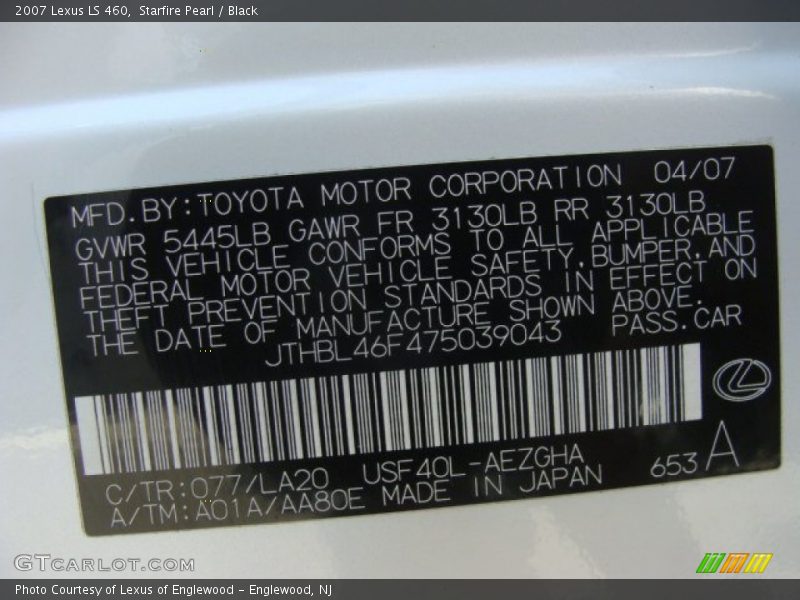 2007 Lexus LS 460, Starfire Pearl / Black
MFD.BY:TOYOTA MOTOR CORPORATION 04/07
GVWR 5445LB GAWR FR 3130LB RR 3130LB
THIS VEHICLE CONFORMS TO ALL APPLICABLE
FEDERAL MOTOR VEHICLE SAFETY,BUMPER,AND
THEFT PREVENTION STANDARDS IN EFFECT ON
THE DATE OF MANUFACTURE SHOWN ABOVE.
JTHBL46F475039043 PASS.CAR
C/TR:077/LA20 USF40L-AEZGHA
A/TM:A01A/AA80E MADE IN JAPAN 653 A
GTCARLOT.COM
Photo Courtesy of Lexus of Englewood - Englewood, NJ